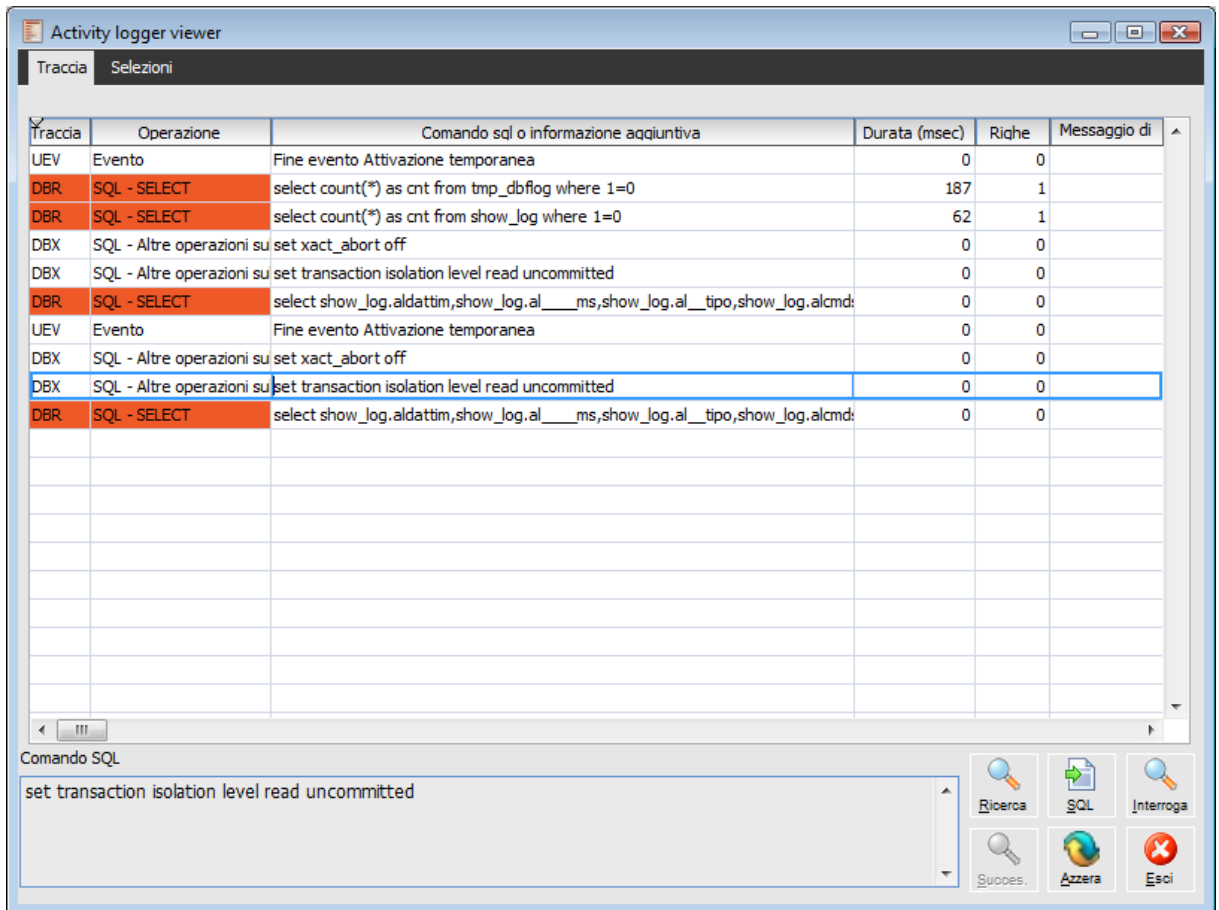 Activity logger viewer
Traccia Selezioni
Traccia Operazione Comando sql o informazione aggiuntiva Durata (msec) Righe Messaggio di
UEV Evento Fine evento Attivazione temporanea 0 0
DBR SQL - SELECT select count(*) as cnt from tmp_dbflog where 1=0 187 1
DBR SQL - SELECT select count(*) as cnt from show_log where 1=0 62 1
DBX SQL - Altre operazioni su set xact_abort off 0 0
DBX SQL - Altre operazioni su set transaction isolation level read uncommitted 0 0
DBR SQL - SELECT select show_log.aldattim,show_log.al____ms,show_log.al__tipo,show_log.alcmds 0 0
UEV Evento Fine evento Attivazione temporanea 0 0
DBX SQL - Altre operazioni su set xact_abort off 0 0
DBX SQL - Altre operazioni su set transaction isolation level read uncommitted 0 0
DBR SQL - SELECT select show_log.aldattim,show_log.al____ms,show_log.al__tipo,show_log.alcmds 0 0
Comando SQL
set transaction isolation level read uncommitted
Ricerca SQL Interroga
Succes. Azzera Esci